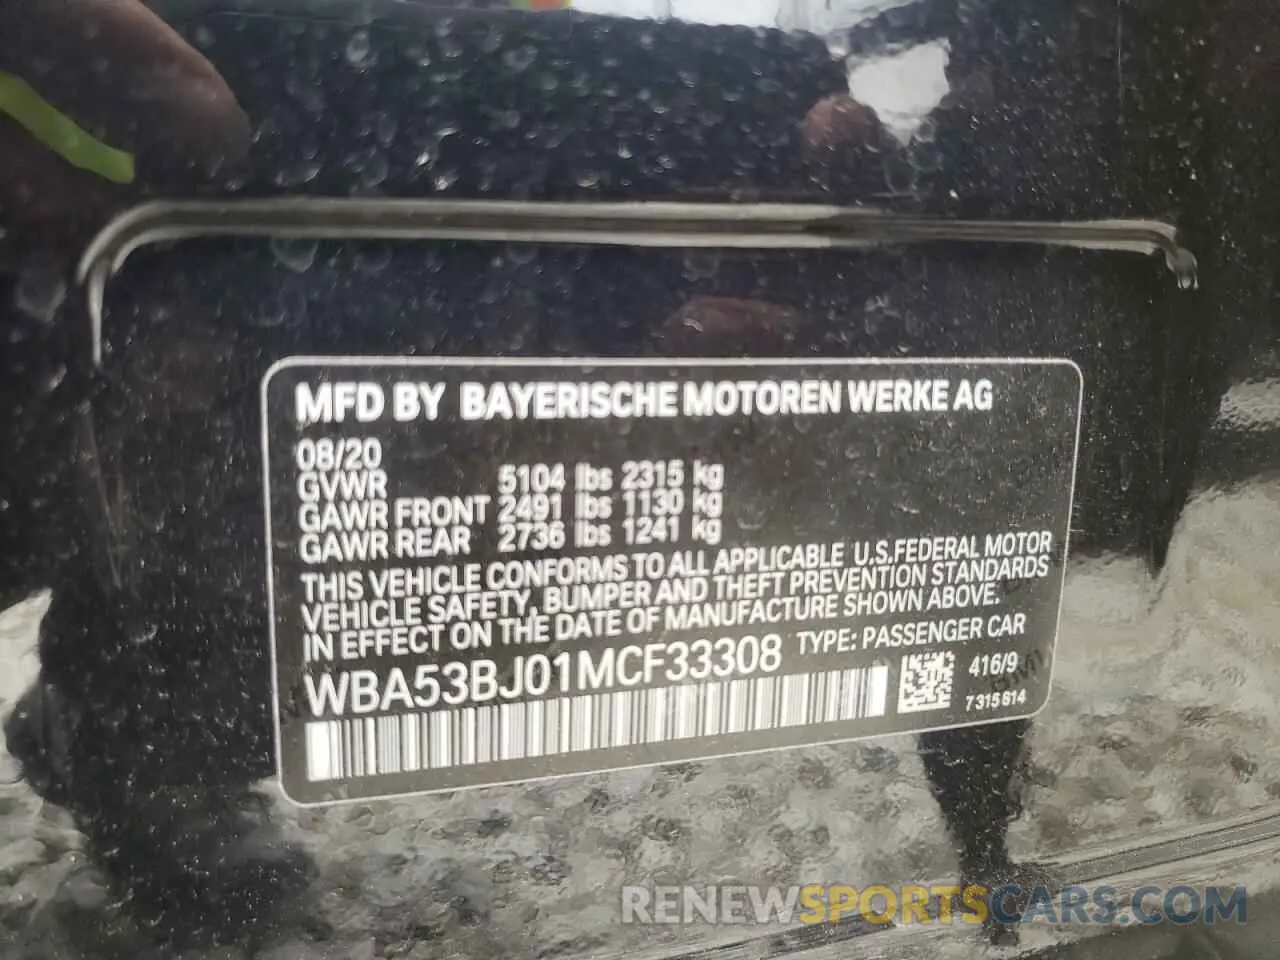 MFD BY BAYERISCHE MOTOREN WERKE AG
08/20
GVWR 5104 lbs 2315 kg
GAWR FRONT 2491 lbs 1130 kg
GAWR REAR 2736 lbs 1241 kg
THIS VEHICLE CONFORMS TO ALL APPLICABLE U.S.FEDERAL MOTOR
VEHICLE SAFETY, BUMPER AND THEFT PREVENTION STANDARDS
IN EFFECT ON THE DATE OF MANUFACTURE SHOWN ABOVE.
WBA53BJ01MCF33308 TYPE: PASSENGER CAR
416/9
7315814
RENEWSPORTSCARS.COM